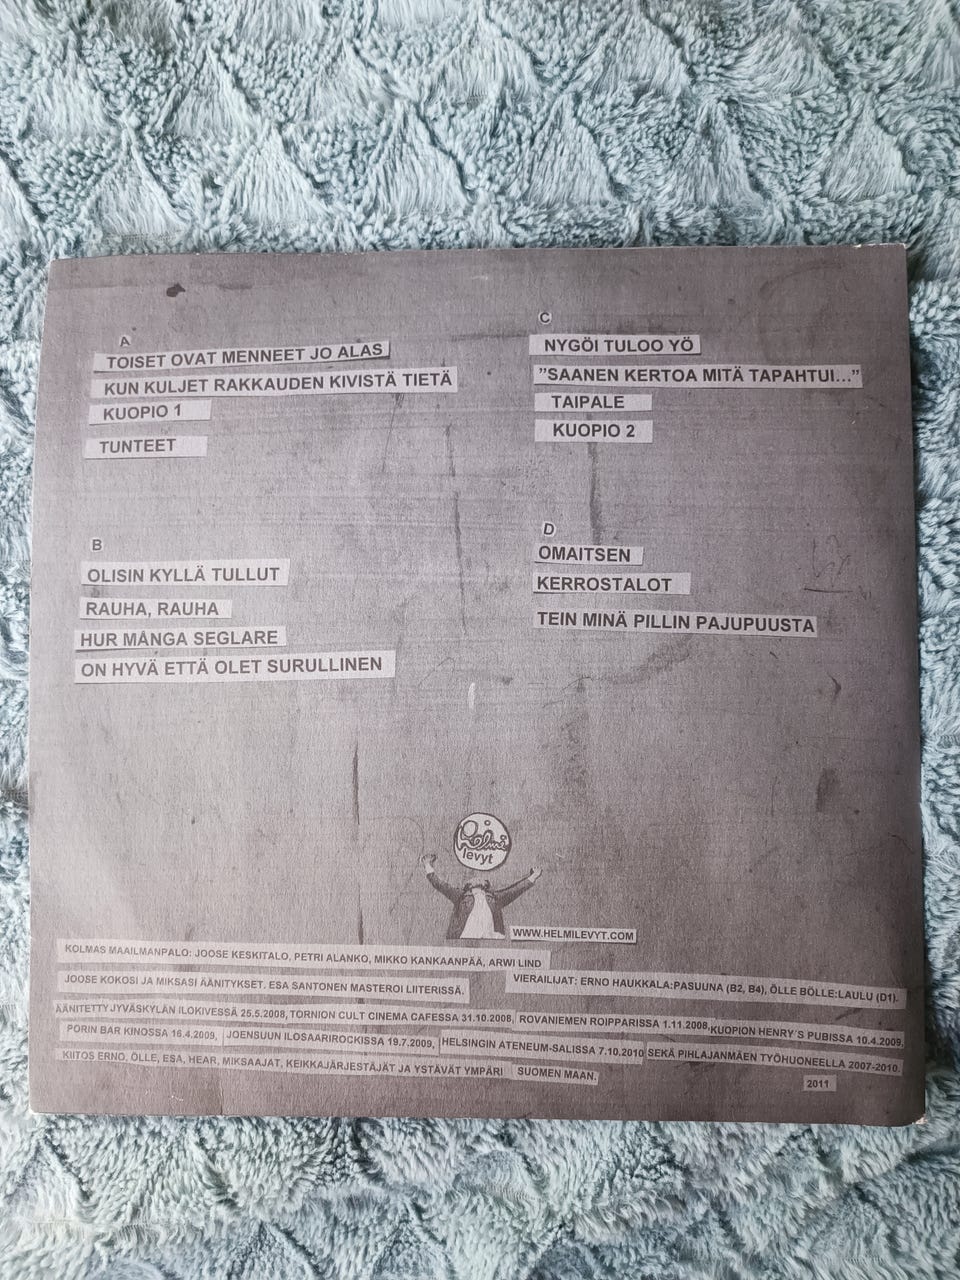 A
TOISET OVAT MENNEET JO ALAS
KUN KULJET RAKKAUDEN KIVISTÄ TIETÄ
KUOPIO 1
TUNTEET
B
OLISIN KYLLÄ TULLUT
RAUHA, RAUHA
HUR MÅNGA SEGLARE
ON HYVÄ ETTÄ OLET SURULLINEN
C
NYGÖI TULOO YÖ
”SAANEN KERTOA MITÄ TAPAHTUI...”
TAIPALE
KUOPIO 2
D
OMAITSEN
KERROSTALOT
TEIN MINÄ PILLIN PAJUPUUSTA
Helmi
levyt
WWW.HELMILEVYT.COM
KOLMAS MAAILMANPALO: JOOSE KESKITALO, PETRI ALANKO, MIKKO KANKAANPÄÄ, ARWI LIND
JOOSE KOKOSI JA MIKSASI ÄÄNITYKSET. ESA SANTONEN MASTEROI LIITERISSÄ.
VIERAILIJAT: ERNO HAUKKALA:PASUUNA (B2, B4), ÖLLE BÖLLE:LAULU (D1).
ÄÄNITETTY JYVÄSKYLÄN ILOKIVESSÄ 25.5.2008, TORNION CULT CINEMA CAFESSA 31.10.2008, ROVANIEMEN ROIPPARISSA 1.11.2008, KUOPION HENRY´S PUBISSA 10.4.2009,
PORIN BAR KINOSSA 16.4.2009, JOENSUUN ILOSAARIROCKISSA 19.7.2009, HELSINGIN ATENEUM-SALISSA 7.10.2010 SEKÄ PIHLAJANMÄEN TYÖHUONEELLA 2007-2010.
KIITOS ERNO, ÖLLE, ESA, HEAR, MIKSAAJAT, KEIKKAJÄRJESTÄJÄT JA YSTÄVÄT YMPÄRI SUOMEN MAAN.
2011